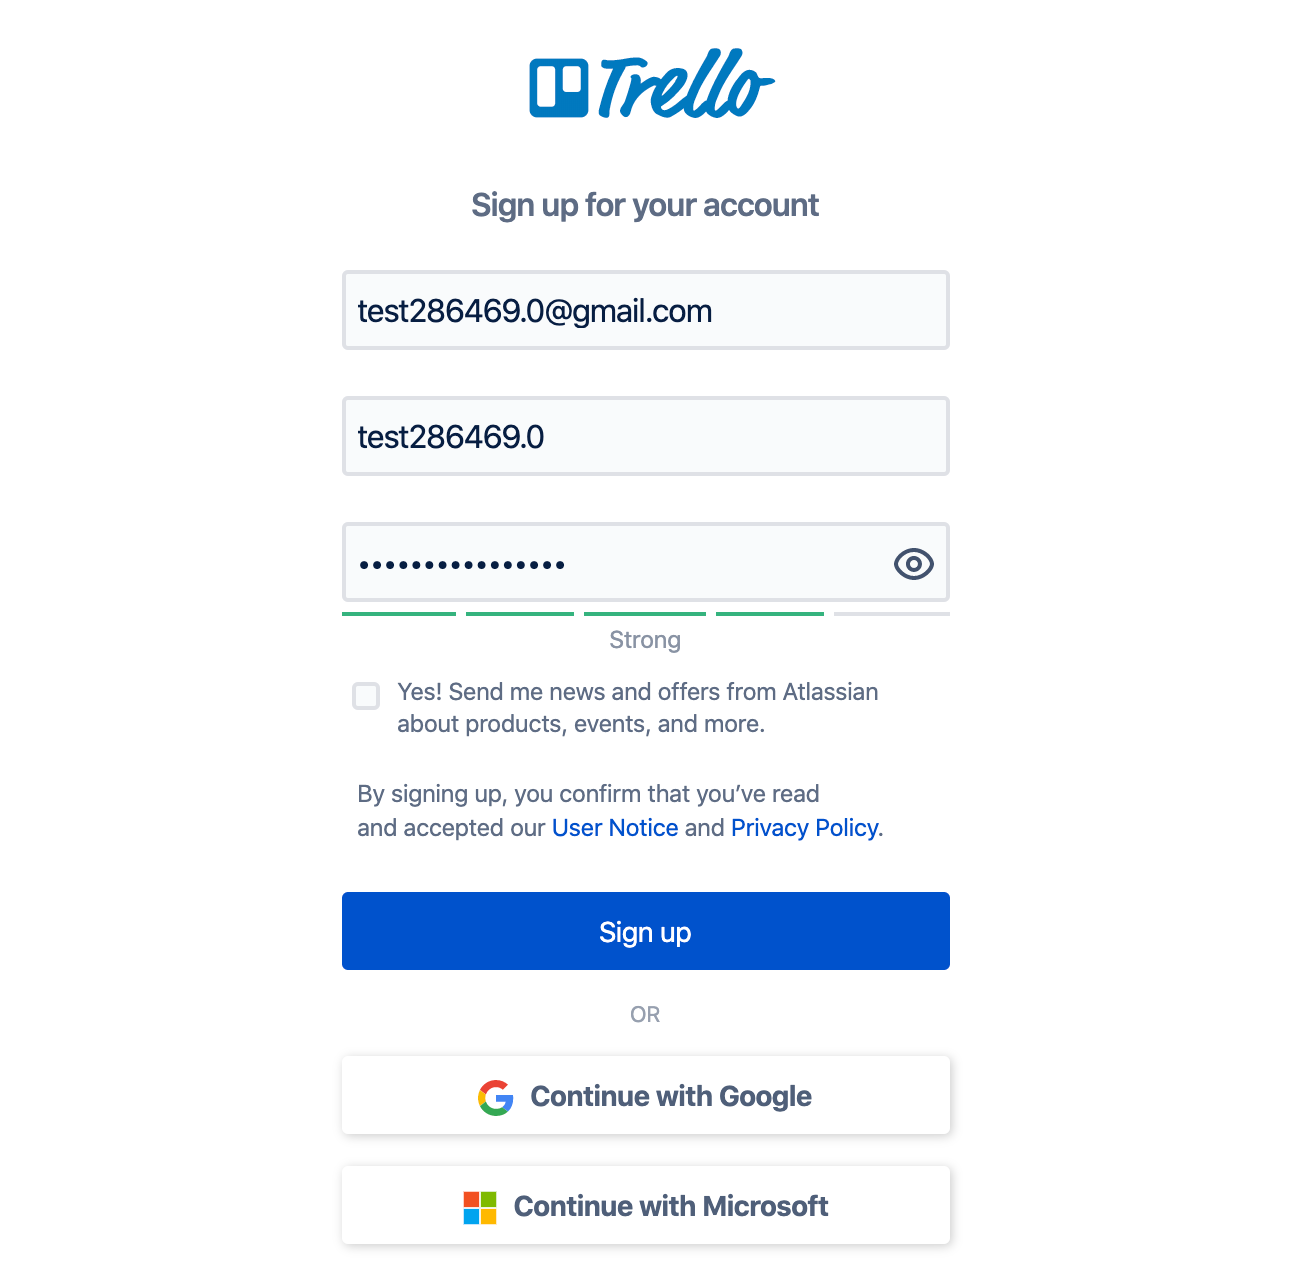 Trello
Sign up for your account
test286469.0@gmail.com
test286469.0
••••••••••••••••
Strong
Yes! Send me news and offers from Atlassian
about products, events, and more.
By signing up, you confirm that you’ve read
and accepted our User Notice and Privacy Policy.
Sign up
OR
Continue with Google
Continue with Microsoft